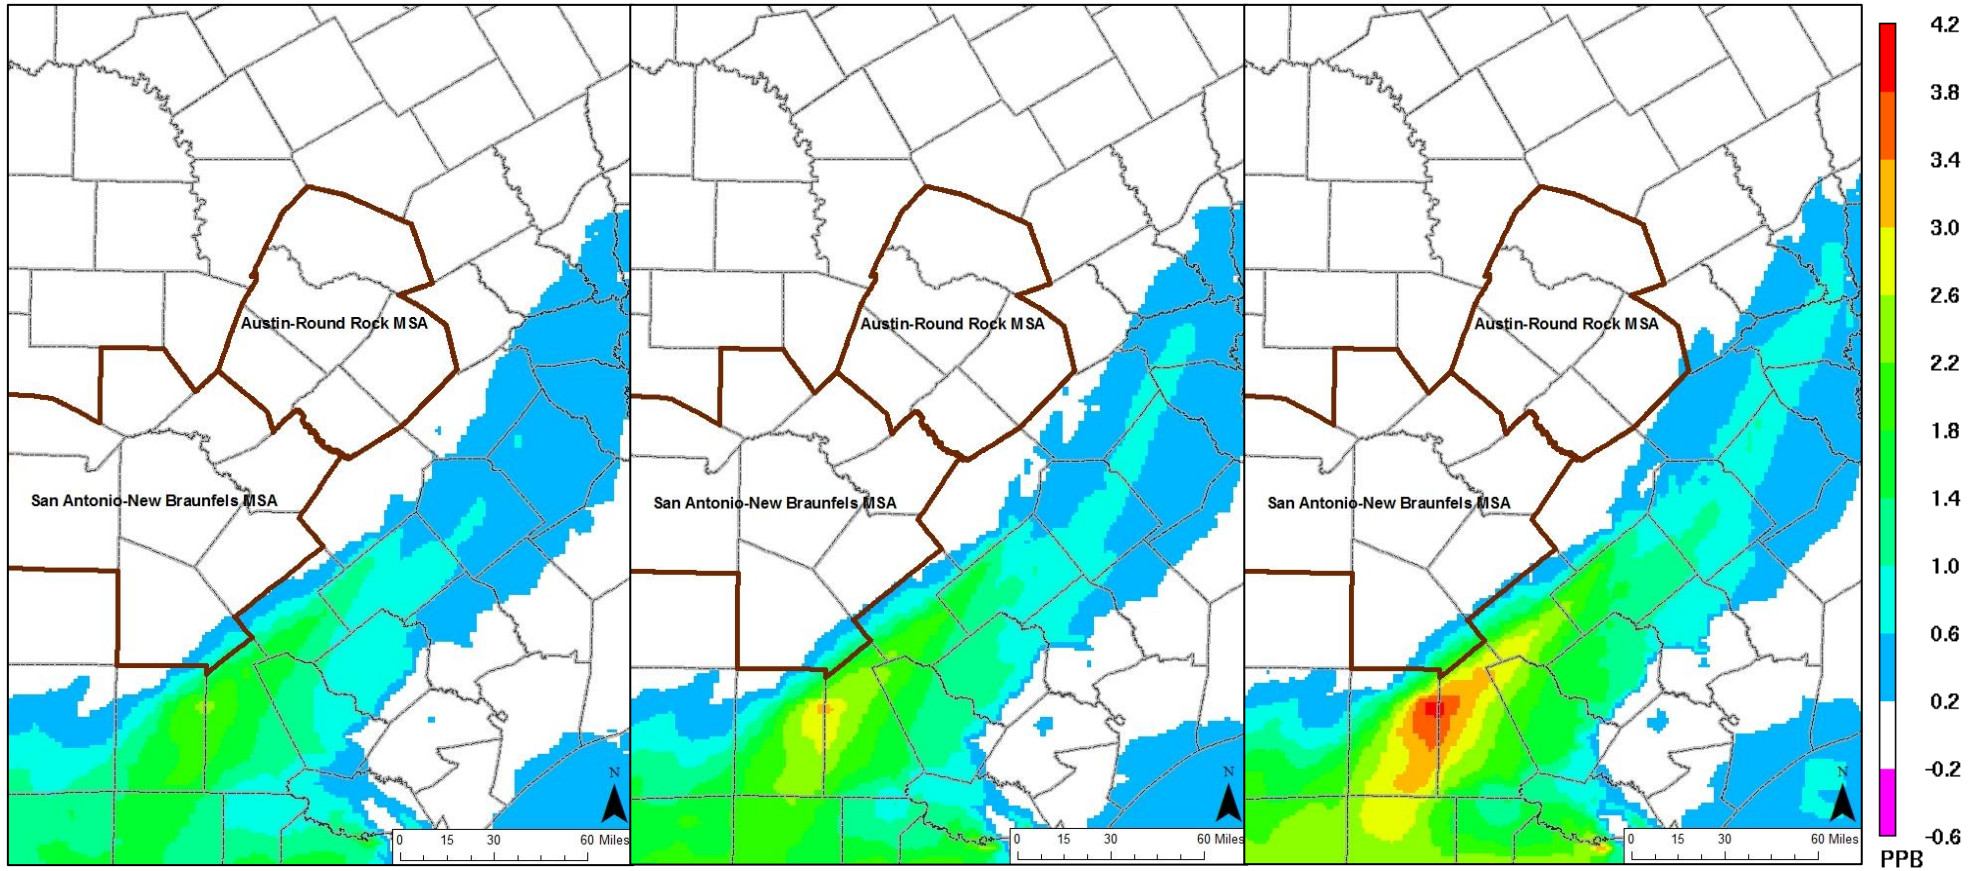 Austin-Round Rock MSA
San Antonio-New Braunfels MSA
N
0 15 30 60 Miles
Austin-Round Rock MSA
San Antonio-New Braunfels MSA
N
0 15 30 60 Miles
Austin-Round Rock MSA
San Antonio-New Braunfels MSA
N
0 15 30 60 Miles
4.2
3.8
3.4
3.0
2.6
2.2
1.8
1.4
1.0
0.6
0.2
-0.2
-0.6
PPB